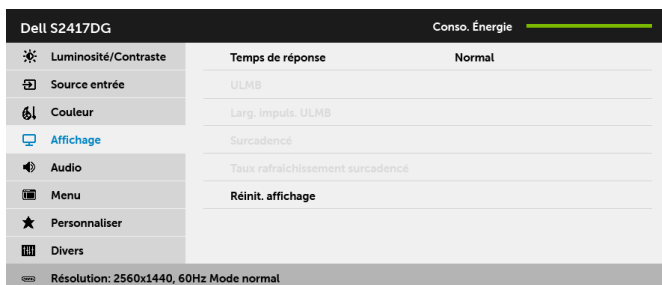 Dell S2417DG Conso. Énergie
Luminosité/Contraste Temps de réponse Normal
Source entrée ULMB
Couleur Larg. impuls. ULMB
Affichage Surcadencé
Audio Taux rafraîchissement surcadencé
Menu Réinit. affichage
Personnaliser
Divers
Résolution: 2560x1440, 60Hz Mode normal